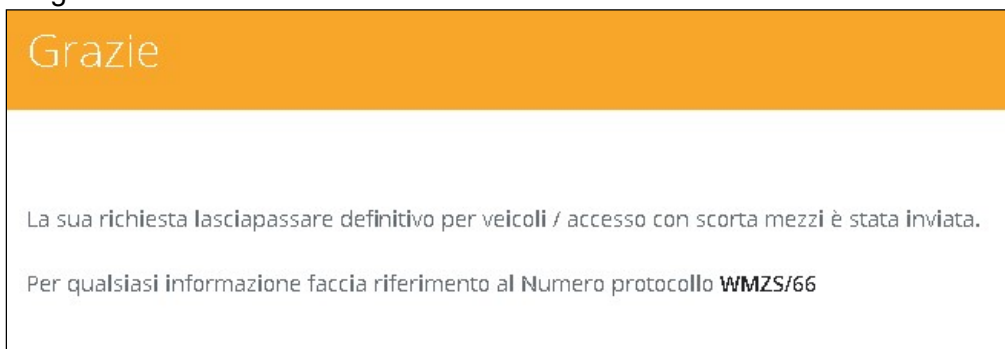 Grazie
La sua richiesta lasciapassare definitivo per veicoli / accesso con scorta mezzi è stata inviata.
Per qualsiasi informazione faccia riferimento al Numero protocollo WMZS/66